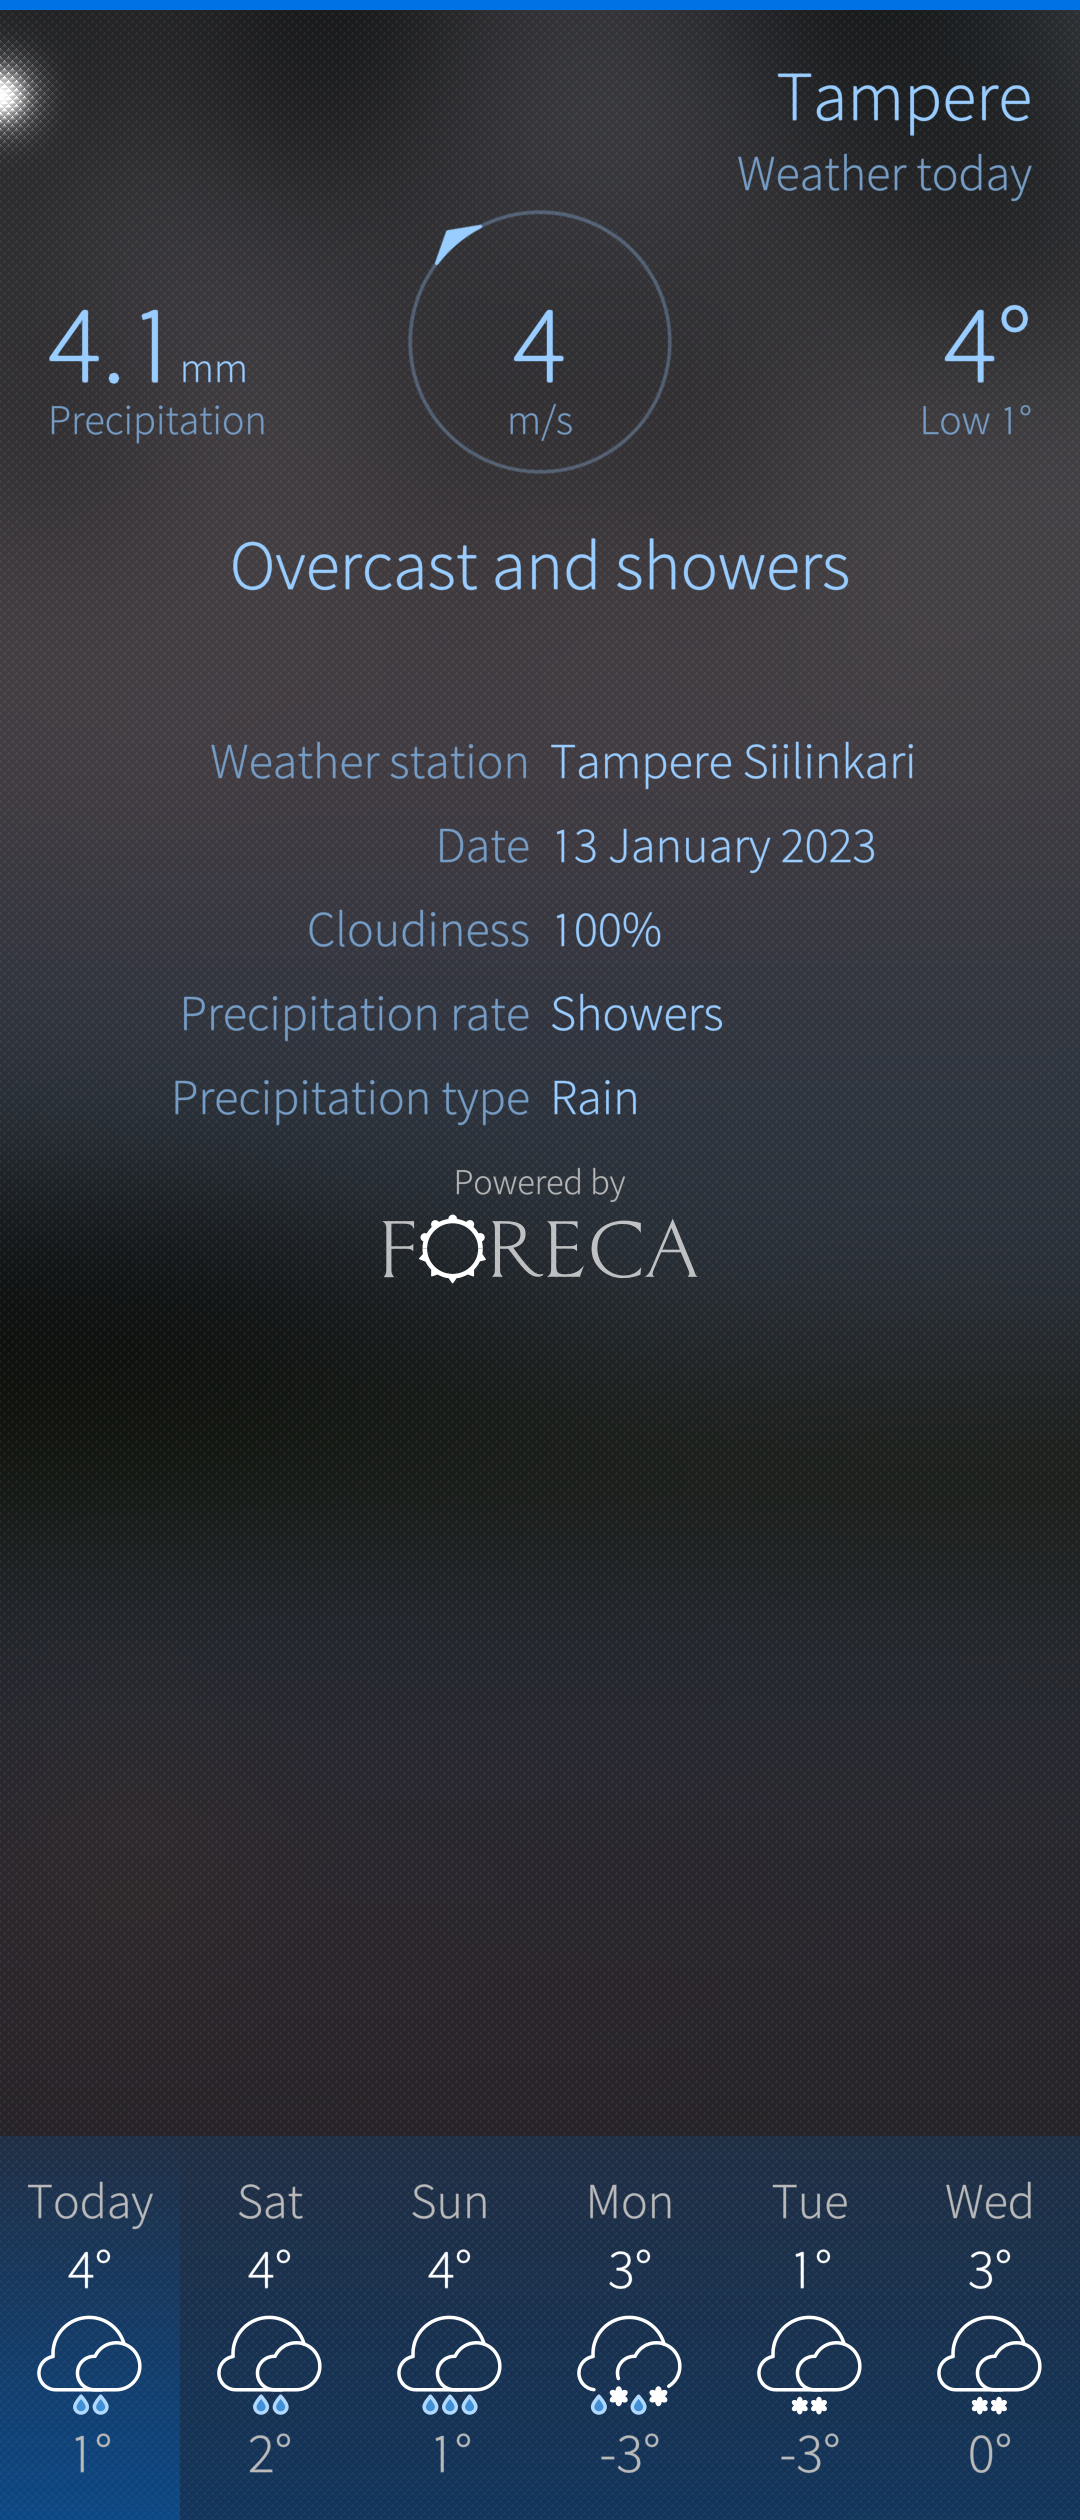 Tampere
Weather today
4.1 mm
Precipitation
4
m/s
4°
Low 1°
Overcast and showers
Weather station Tampere Siilinkari
Date 13 January 2023
Cloudiness 100%
Precipitation rate Showers
Precipitation type Rain
Powered by
FORECA
Today Sat Sun Mon Tue Wed
4° 4° 4° 3° 1° 3°
1° 2° 1° -3° -3° 0°